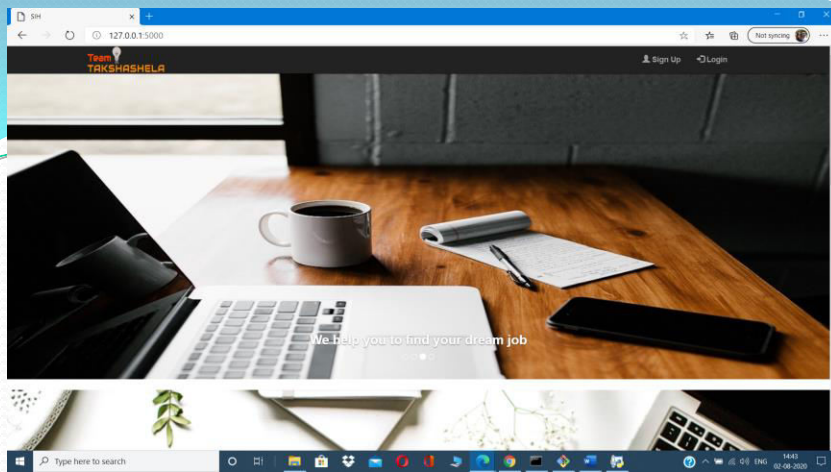 SIH
127.0.0.1:5000
Not syncing
Team
TAKSHASHELA
Sign Up
Login
We help you to find your dream job
Type here to search
ENG
14:43
02-08-2020